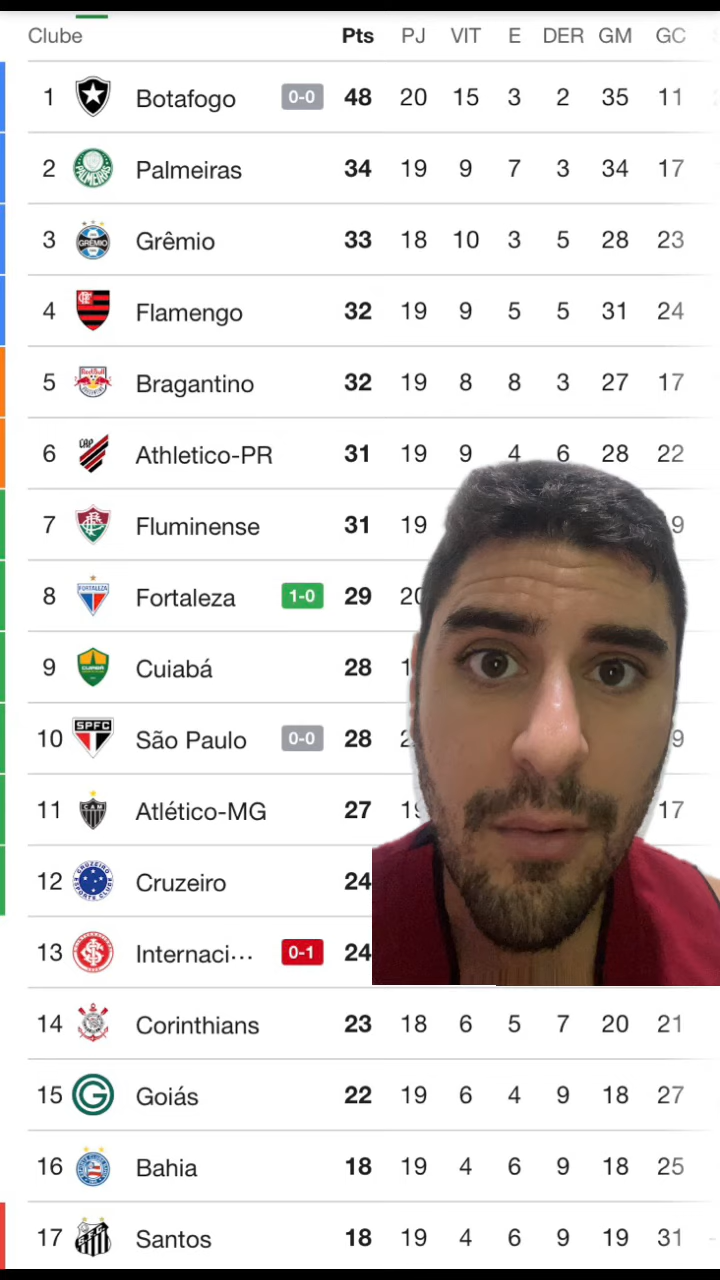 Clube Pts PJ VIT E DER GM GC
1 Botafogo 0-0 48 20 15 3 2 35 11
2 Palmeiras 34 19 9 7 3 34 17
3 Grêmio 33 18 10 3 5 28 23
4 Flamengo 32 19 9 5 5 31 24
5 Bragantino 32 19 8 8 3 27 17
6 Athletico-PR 31 19 9 4 6 28 22
7 Fluminense 31 19
8 Fortaleza 1-0 29
9 Cuiabá 28
10 São Paulo 0-0 28
11 Atlético-MG 27 19 17
12 Cruzeiro 24
13 Internaci... 0-1 24
14 Corinthians 23 18 6 5 7 20 21
15 Goiás 22 19 6 4 9 18 27
16 Bahia 18 19 4 6 9 18 25
17 Santos 18 19 4 6 9 19 31